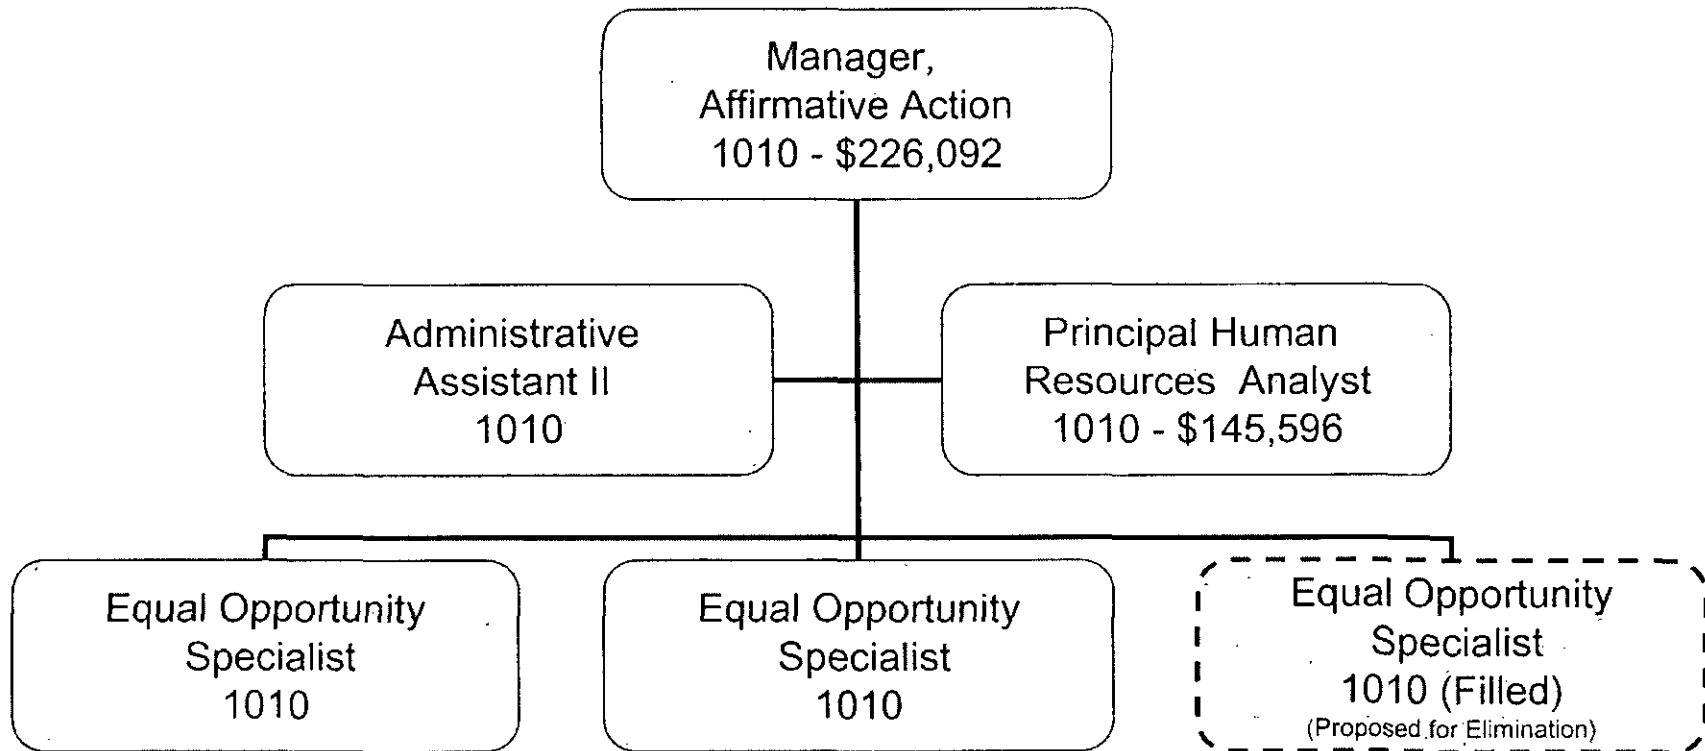 Manager,
Affirmative Action
1010 - $226,092
Administrative
Assistant II
1010
Principal Human
Resources Analyst
1010 - $145,596
Equal Opportunity
Specialist
1010
Equal Opportunity
Specialist
1010
Equal Opportunity
Specialist
1010 (Filled)
(Proposed for Elimination)